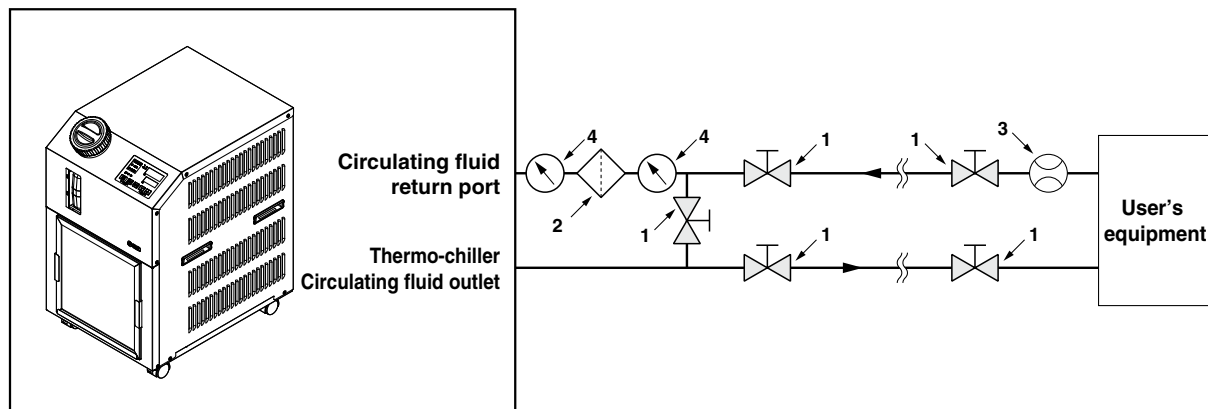 4
4
1
1
3
Circulating fluid
return port
2
1
User's
equipment
Thermo-chiller
Circulating fluid outlet
1
1